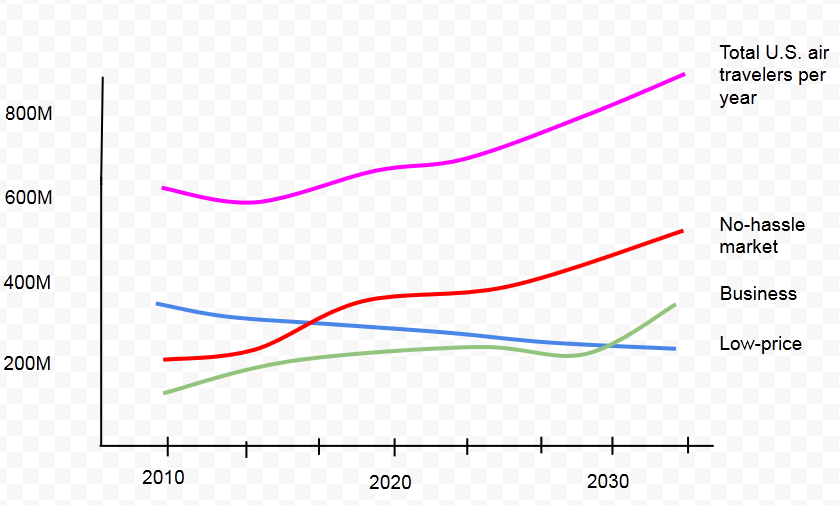 Total U.S. air
travelers per
year
800M
600M
No-hassle
market
400M
Business
Low-price
200M
2010
2020
2030